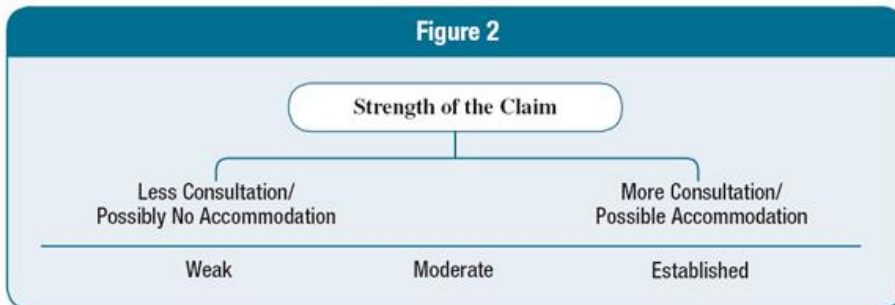 Figure 2
Strength of the Claim
Less Consultation/
Possibly No Accommodation
More Consultation/
Possible Accommodation
Weak
Moderate
Established